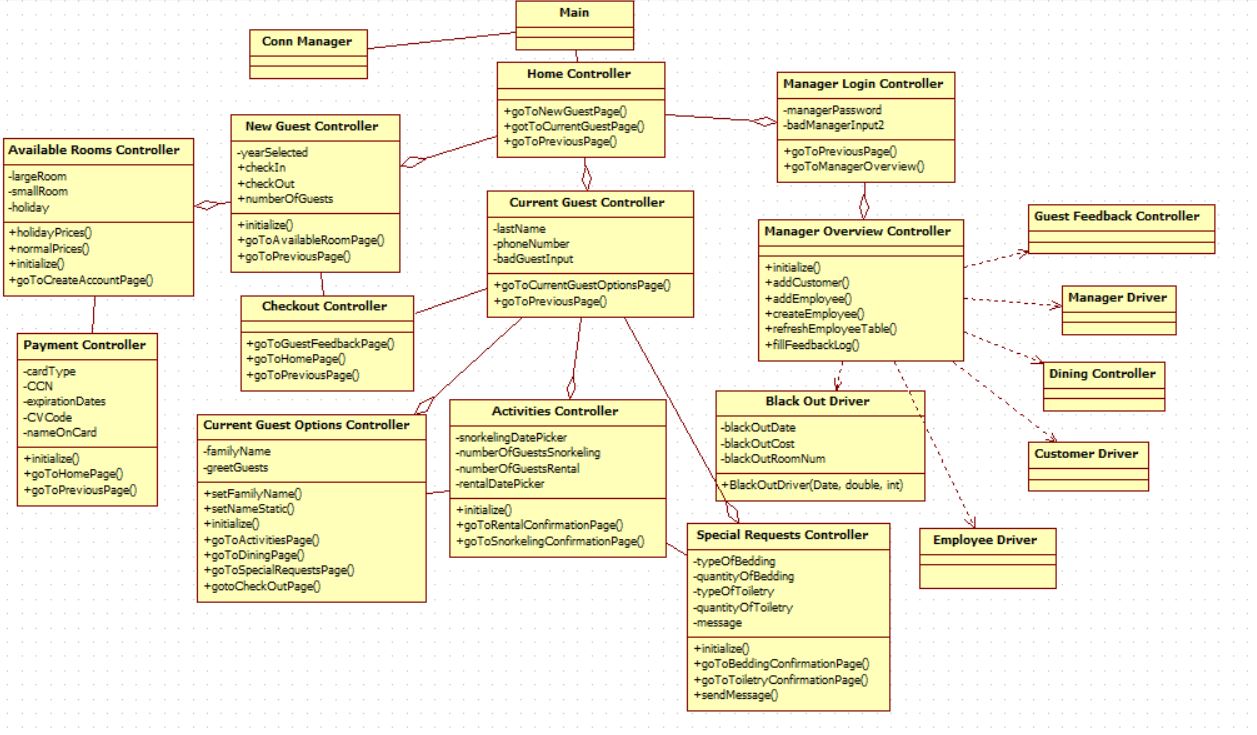 Main
Conn Manager
Home Controller
+goToNewGuestPage()
+gotToCurrentGuestPage()
+goToPreviousPage()
Manager Login Controller
-managerPassword
-badManagerInput2
+goToPreviousPage()
+goToManagerOverview()
New Guest Controller
-yearSelected
+checkIn
+checkOut
+numberOfGuests
+initialize()
+goToAvailableRoomPage()
+goToPreviousPage()
Available Rooms Controller
-largeRoom
-smallRoom
-holiday
+holidayPrices()
+normalPrices()
+initialize()
+goToCreateAccountPage()
Current Guest Controller
-lastName
-phoneNumber
-badGuestInput
+goToCurrentGuestOptionsPage()
+goToPreviousPage()
Manager Overview Controller
+initialize()
+addCustomer()
+addEmployee()
+createEmployee()
+refreshEmployeeTable()
+fillFeedbackLog()
Guest Feedback Controller
Manager Driver
Dining Controller
Customer Driver
Employee Driver
Checkout Controller
+goToGuestFeedbackPage()
+goToHomePage()
+goToPreviousPage()
Payment Controller
-cardType
-CCN
-expirationDates
-CVCode
-nameOnCard
+initialize()
+goToHomePage()
+goToPreviousPage()
Black Out Driver
-blackOutDate
-blackOutCost
-blackOutRoomNum
+BlackOutDriver(Date, double, int)
Current Guest Options Controller
-familyName
-greetGuests
+setFamilyName()
+setNameStatic()
+initialize()
+goToActivitiesPage()
+goToDiningPage()
+goToSpecialRequestsPage()
+gotoCheckOutPage()
Activities Controller
-snorkelingDatePicker
-numberOfGuestsSnorkeling
-numberOfGuestsRental
-rentalDatePicker
+initialize()
+goToRentalConfirmationPage()
+goToSnorkelingConfirmationPage()
Special Requests Controller
-typeOfBedding
-quantityOfBedding
-typeOfToiletry
-quantityOfToiletry
-message
+initialize()
+goToBeddingConfirmationPage()
+goToToiletryConfirmationPage()
+sendMessage()